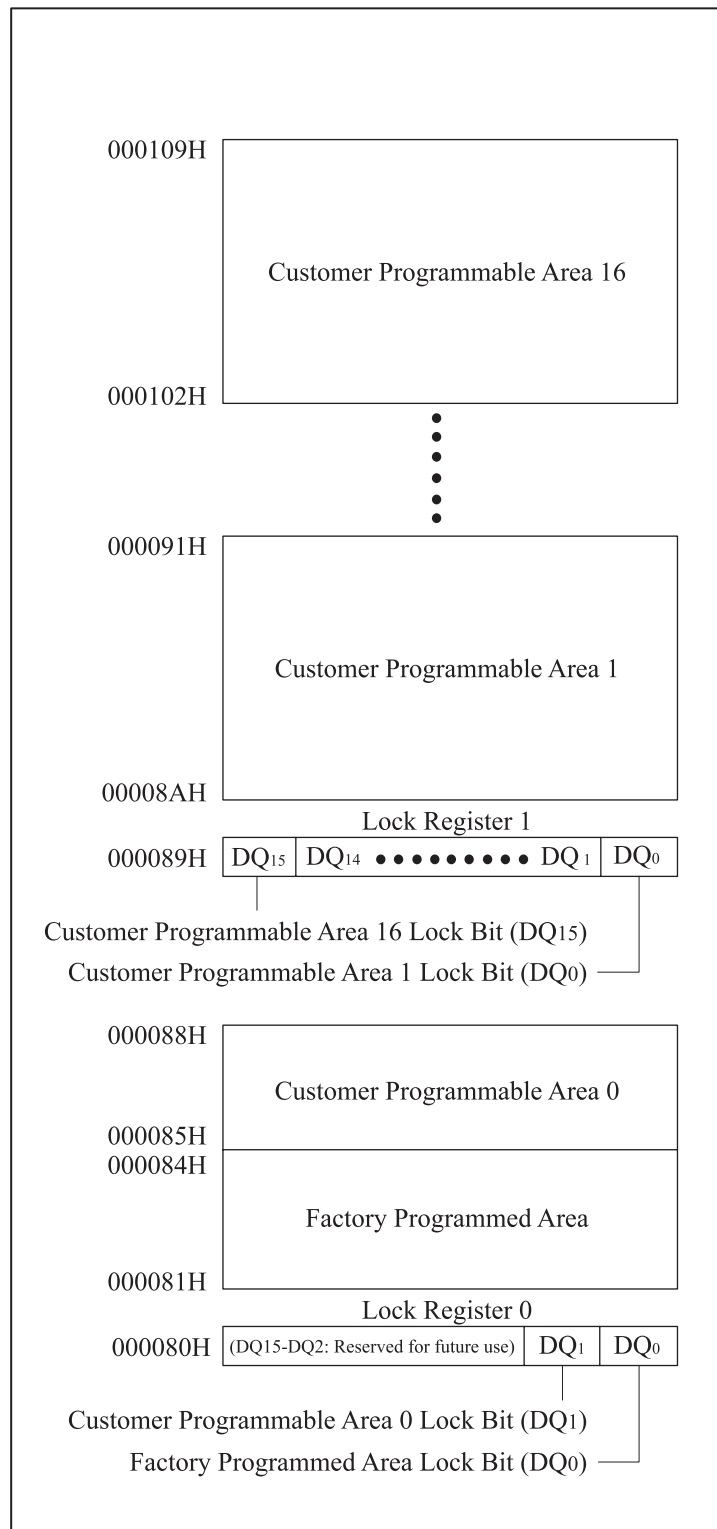 000109H
Customer Programmable Area 16
000102H
000091H
Customer Programmable Area 1
00008AH
Lock Register 1
000089H DQ15 DQ14 DQ1 DQ0
Customer Programmable Area 16 Lock Bit (DQ15)
Customer Programmable Area 1 Lock Bit (DQ0)
000088H
Customer Programmable Area 0
000085H
000084H
Factory Programmed Area
000081H
Lock Register 0
000080H (DQ15-DQ2: Reserved for future use) DQ1 DQ0
Customer Programmable Area 0 Lock Bit (DQ1)
Factory Programmed Area Lock Bit (DQ0)